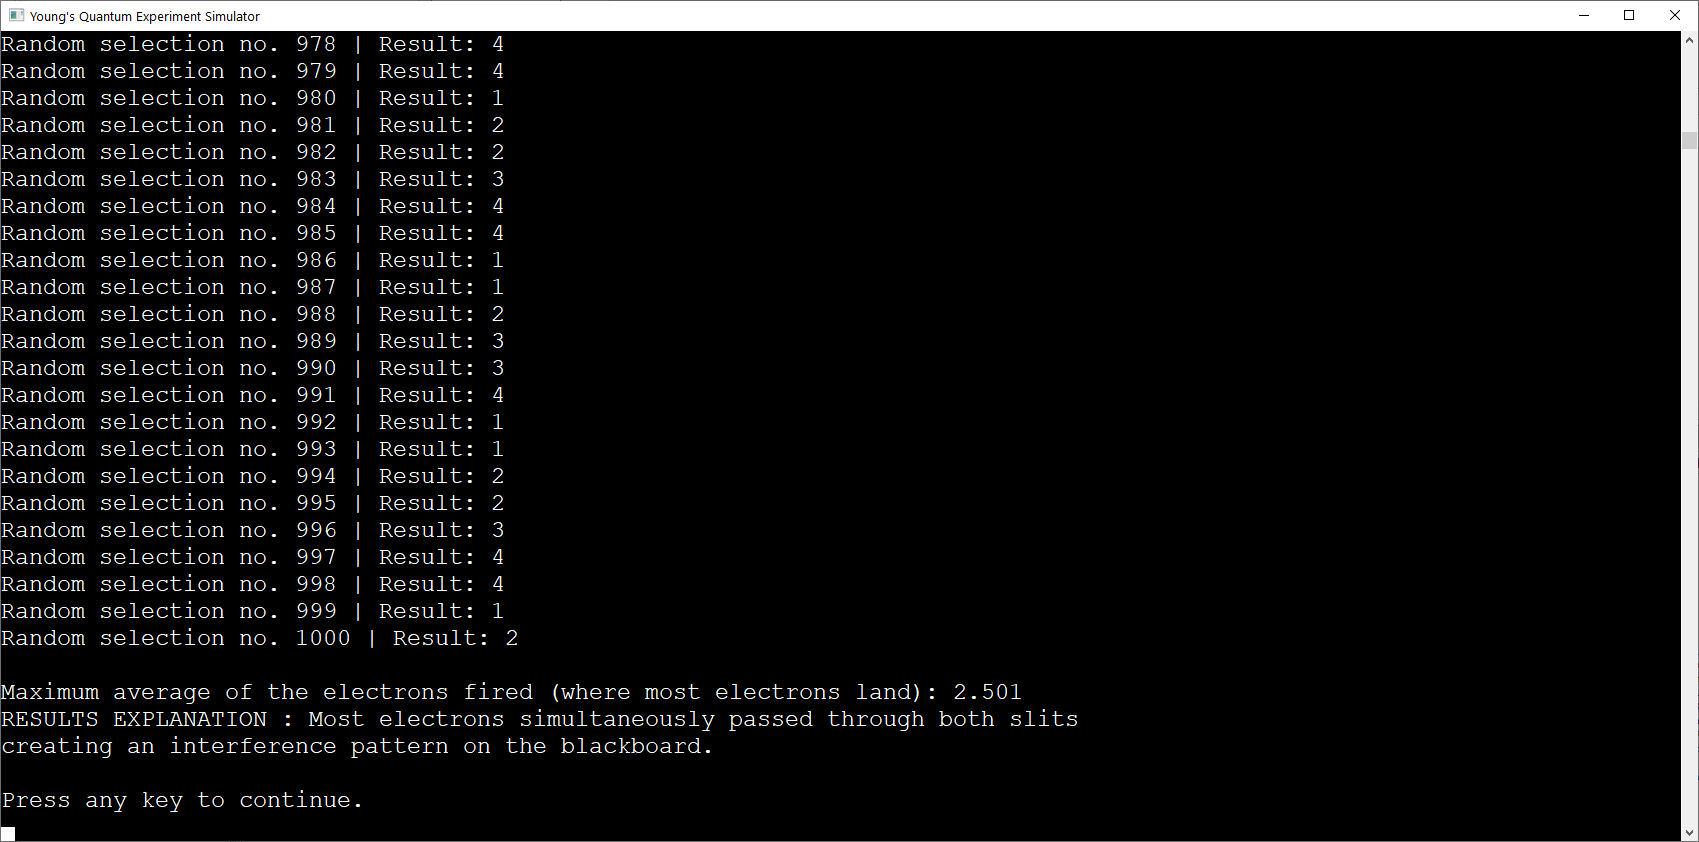 Young's Quantum Experiment Simulator
Random selection no. 978 | Result: 4
Random selection no. 979 | Result: 4
Random selection no. 980 | Result: 1
Random selection no. 981 | Result: 2
Random selection no. 982 | Result: 2
Random selection no. 983 | Result: 3
Random selection no. 984 | Result: 4
Random selection no. 985 | Result: 4
Random selection no. 986 | Result: 1
Random selection no. 987 | Result: 1
Random selection no. 988 | Result: 2
Random selection no. 989 | Result: 3
Random selection no. 990 | Result: 3
Random selection no. 991 | Result: 4
Random selection no. 992 | Result: 1
Random selection no. 993 | Result: 1
Random selection no. 994 | Result: 2
Random selection no. 995 | Result: 2
Random selection no. 996 | Result: 3
Random selection no. 997 | Result: 4
Random selection no. 998 | Result: 4
Random selection no. 999 | Result: 1
Random selection no. 1000 | Result: 2
Maximum average of the electrons fired (where most electrons land): 2.501
RESULTS EXPLANATION : Most electrons simultaneously passed through both slits
creating an interference pattern on the blackboard.
Press any key to continue.